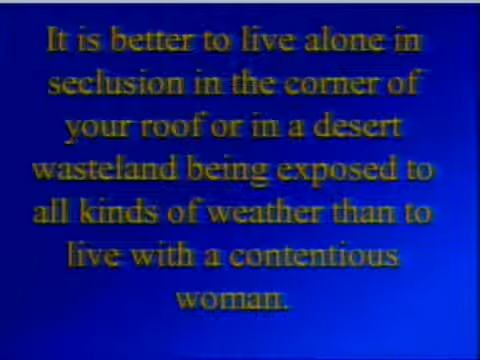 It is better to live alone in
seclusion in the corner of
your roof or in a desert
wasteland being exposed to
all kinds of weather than to
live with a contentious
woman.